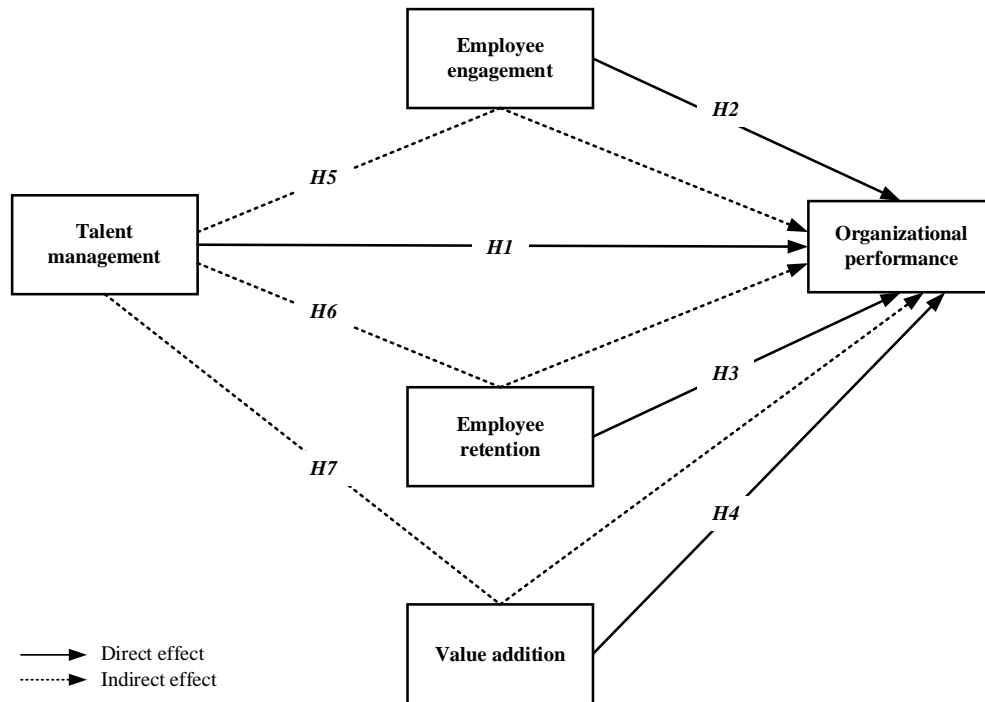 Employee
engagement
H2
H5
Talent
management
H1
Organizational
performance
H6
H3
Employee
retention
H7
H4
Value addition
Direct effect
Indirect effect